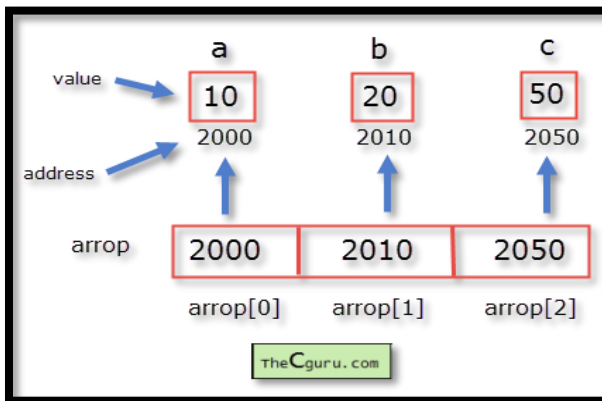 a b c
value 10 20 50
2000 2010 2050
address
arrop 2000 2010 2050
arrop[0] arrop[1] arrop[2]
TheCguru.com